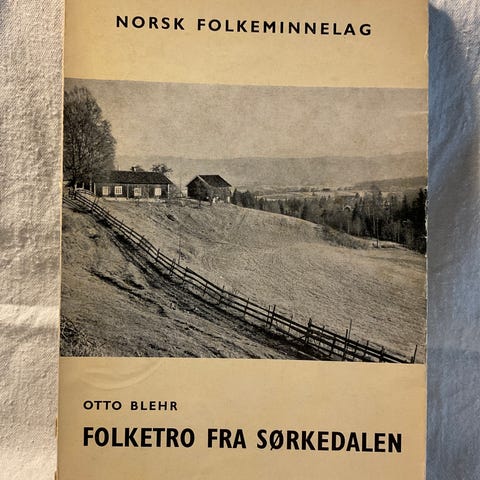 NORSK FOLKEMINNELAG
OTTO BLEHR
FOLKETRO FRA SØRKEDALEN